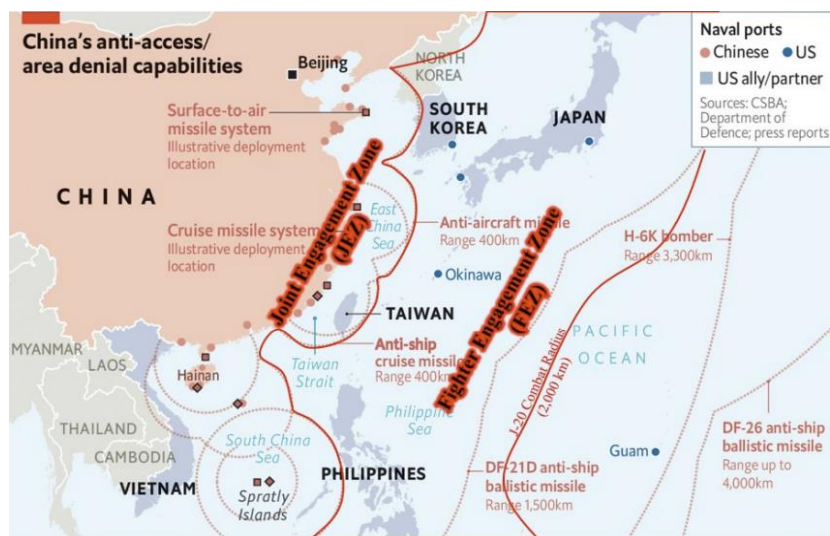 China's anti-access/
area denial capabilities
Beijing
NORTH
KOREA
SOUTH
KOREA
JAPAN
Naval ports
Chinese
US
US ally/partner
Sources: CSBA;
Department of
Defence; press reports
Surface-to-air
missile system
Illustrative deployment
location
CHINA
Cruise missile system
Illustrative deployment
location
Joint Engagement Zone
(JEZ)
East
China
Sea
Anti-aircraft missile
Range 400km
Fighter Engagement Zone
(FEZ)
H-6K bomber
Range 3,300km
Okinawa
TAIWAN
Taiwan
Strait
Anti-ship
cruise missile
Range 400km
J-20 Combat Radius
(2,000 km)
PACIFIC
OCEAN
MYANMAR
LAOS
Hainan
THAILAND
CAMBODIA
VIETNAM
South China
Sea
Spratly
Islands
PHILIPPINES
Philippine
Sea
DF-21D anti-ship
ballistic missile
Range 1,500km
Guam
DF-26 anti-ship
ballistic missile
Range up to
4,000km